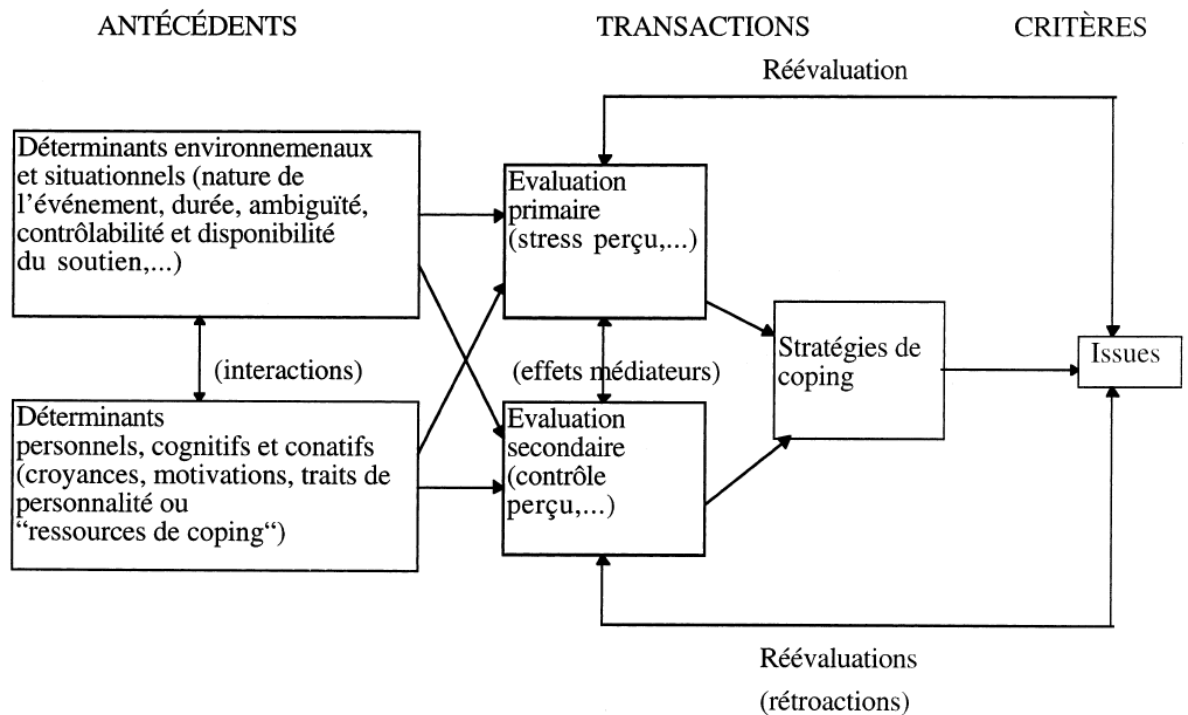 ANTÉCÉDENTS
TRANSACTIONS
CRITÈRES
Réévaluation
Déterminants environnemenaux
et situationnels (nature de
l'événement, durée, ambiguïté,
contrôlabilité et disponibilité
du soutien,...)
Evaluation
primaire
(stress perçu,...)
Stratégies de
coping
Issues
(interactions)
(effets médiateurs)
Déterminants
personnels, cognitifs et conatifs
(croyances, motivations, traits de
personnalité ou
“ressources de coping“)
Evaluation
secondaire
(contrôle
perçu,...)
Réévaluations
(rétroactions)